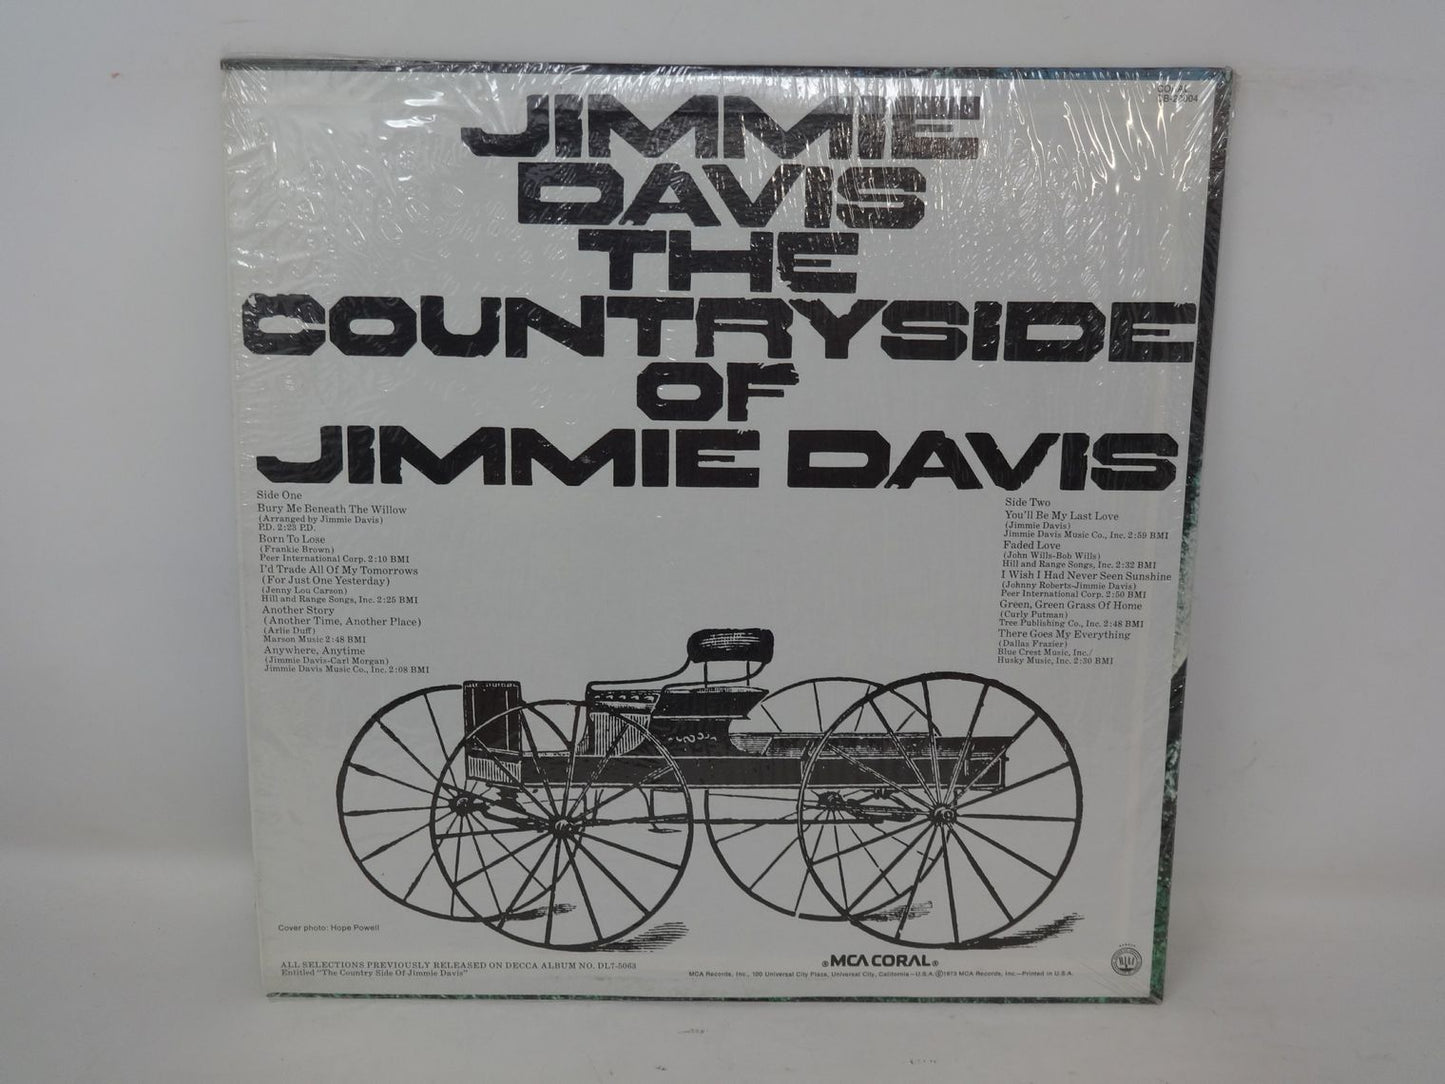 CORAL
CB-20004
JIMMIE
DAVIS
THE
COUNTRYSIDE
OF
JIMMIE DAVIS
Side One
Bury Me Beneath The Willow
(Arranged by Jimmie Davis)
P.D. 2:23 P.D.
Born To Lose
(Frankie Brown)
Peer International Corp. 2:10 BMI
I'd Trade All Of My Tomorrows
(For Just One Yesterday)
(Jenny Lou Carson)
Hill and Range Songs, Inc. 2:25 BMI
Another Story
(Another Time, Another Place)
(Arlie Duff)
Marson Music 2:48 BMI
Anywhere, Anytime
(Jimmie Davis-Carl Morgan)
Jimmie Davis Music Co., Inc. 2:08 BMI
Side Two
You'll Be My Last Love
(Jimmie Davis)
Jimmie Davis Music Co., Inc. 2:59 BMI
Faded Love
(John Wills-Bob Wills)
Hill and Range Songs, Inc. 2:32 BMI
I Wish I Had Never Seen Sunshine
(Johnny Roberts-Jimmie Davis)
Peer International Corp. 2:50 BMI
Green, Green Grass Of Home
(Curly Putman)
Tree Publishing Co., Inc. 2:48 BMI
There Goes My Everything
(Dallas Frazier)
Blue Crest Music, Inc./
Husky Music, Inc. 2:30 BMI
Cover photo: Hope Powell
ALL SELECTIONS PREVIOUSLY RELEASED ON DECCA ALBUM NO. DL7-5063
Entitled "The Country Side Of Jimmie Davis"
®MCA CORAL®
MCA Records, Inc., 100 Universal City Plaza, Universal City, California—U.S.A. ℗1973 MCA Records, Inc.—Printed in U.S.A.